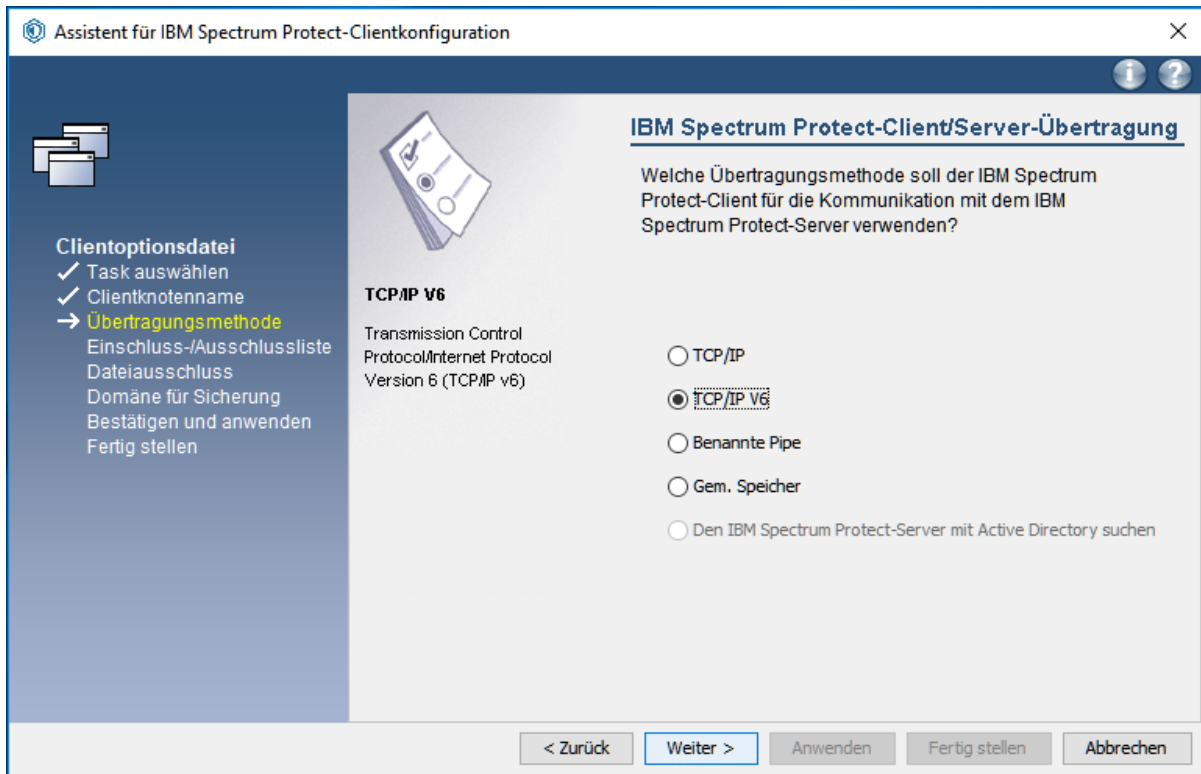 Assistent für IBM Spectrum Protect-Clientkonfiguration
Clientoptionsdatei
Task auswählen
Clientknotenname
Übertragungsmethode
Einschluss-/Ausschlussliste
Dateiausschluss
Domäne für Sicherung
Bestätigen und anwenden
Fertig stellen
TCP/IP V6
Transmission Control
Protocol/Internet Protocol
Version 6 (TCP/IP v6)
IBM Spectrum Protect-Client/Server-Übertragung
Welche Übertragungsmethode soll der IBM Spectrum
Protect-Client für die Kommunikation mit dem IBM
Spectrum Protect-Server verwenden?
TCP/IP
TCP/IP V6
Benannte Pipe
Gem. Speicher
Den IBM Spectrum Protect-Server mit Active Directory suchen
< Zurück
Weiter >
Anwenden
Fertig stellen
Abbrechen